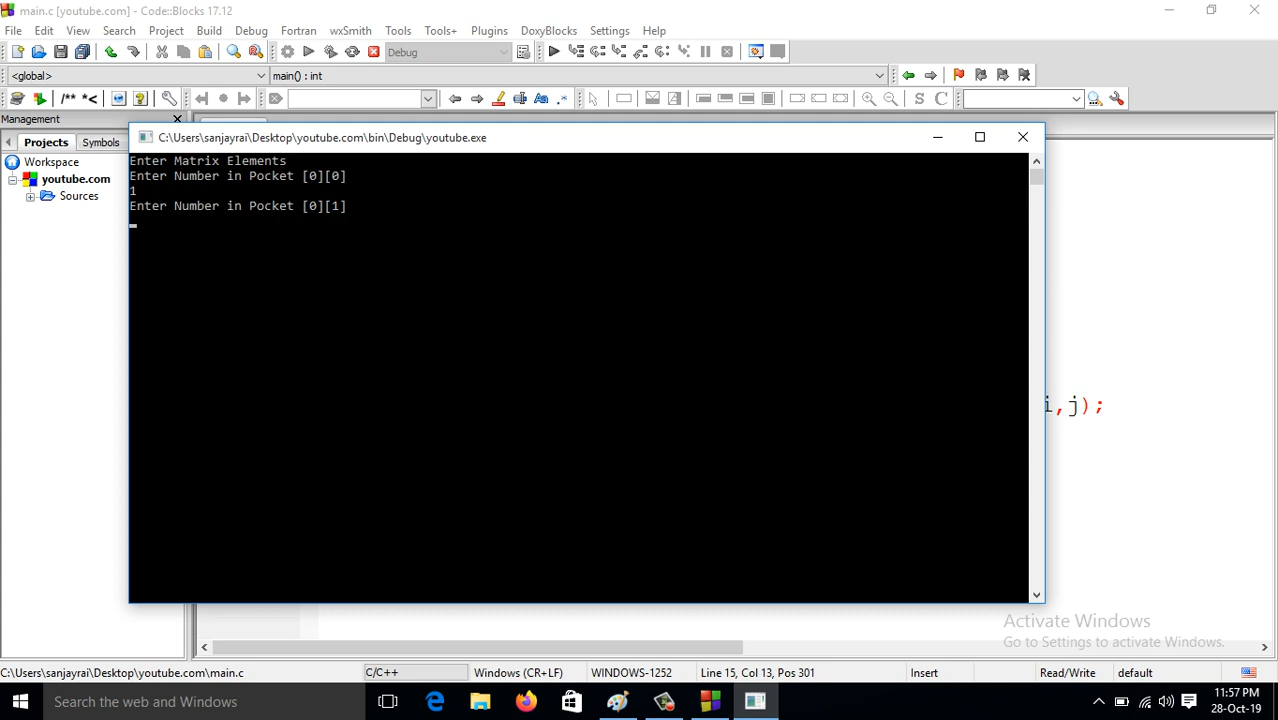 main.c [youtube.com] - Code::Blocks 17.12
File Edit View Search Project Build Debug Fortran wxSmith Tools Tools+ Plugins DoxyBlocks Settings Help
Debug
<global> main() : int
/** *<
Management
Projects Symbols
Workspace
youtube.com
Sources
C:\Users\sanjayrai\Desktop\youtube.com\bin\Debug\youtube.exe
Enter Matrix Elements
Enter Number in Pocket [0][0]
1
Enter Number in Pocket [0][1]
i,j);
Activate Windows
Go to Settings to activate Windows.
C:\Users\sanjayrai\Desktop\youtube.com\main.c C/C++ Windows (CR+LF) WINDOWS-1252 Line 15, Col 13, Pos 301 Insert Read/Write default
Search the web and Windows
11:57 PM
28-Oct-19